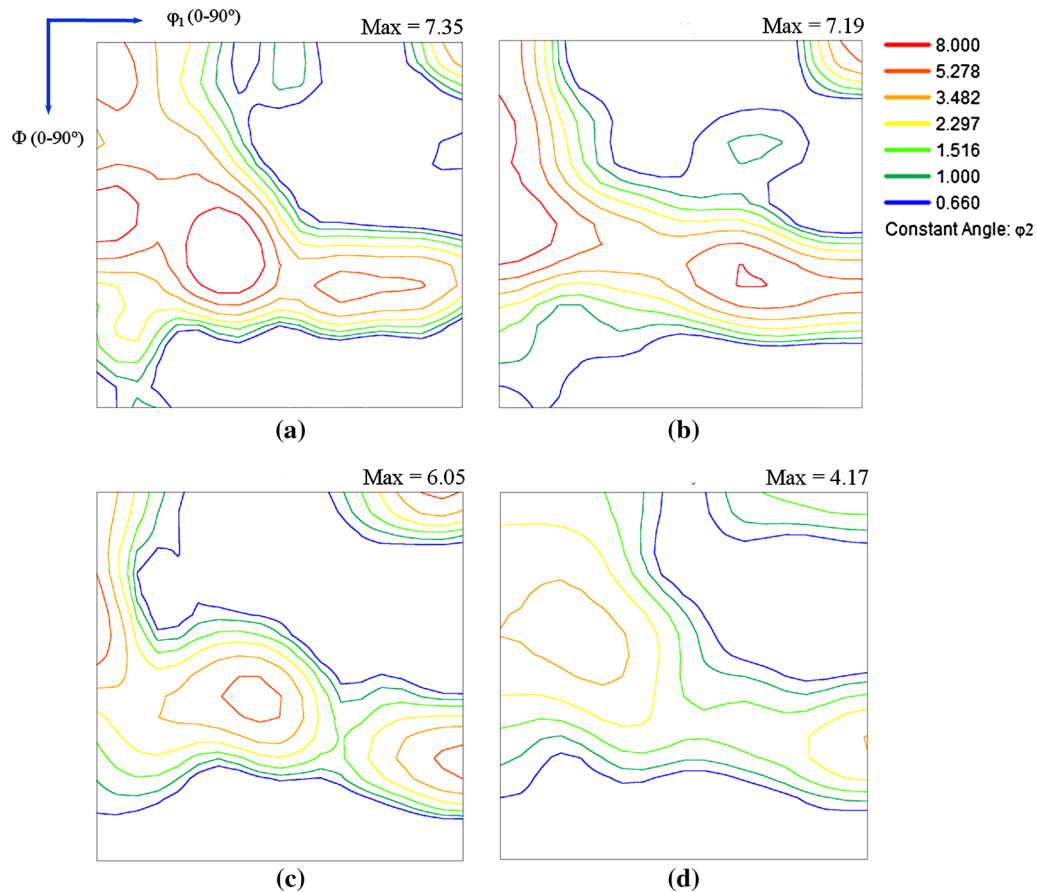 φ1 (0-90º)
Φ (0-90º)
Max = 7.35
Max = 7.19
8.000
5.278
3.482
2.297
1.516
1.000
0.660
Constant Angle: φ2
(a)
(b)
Max = 6.05
Max = 4.17
(c)
(d)